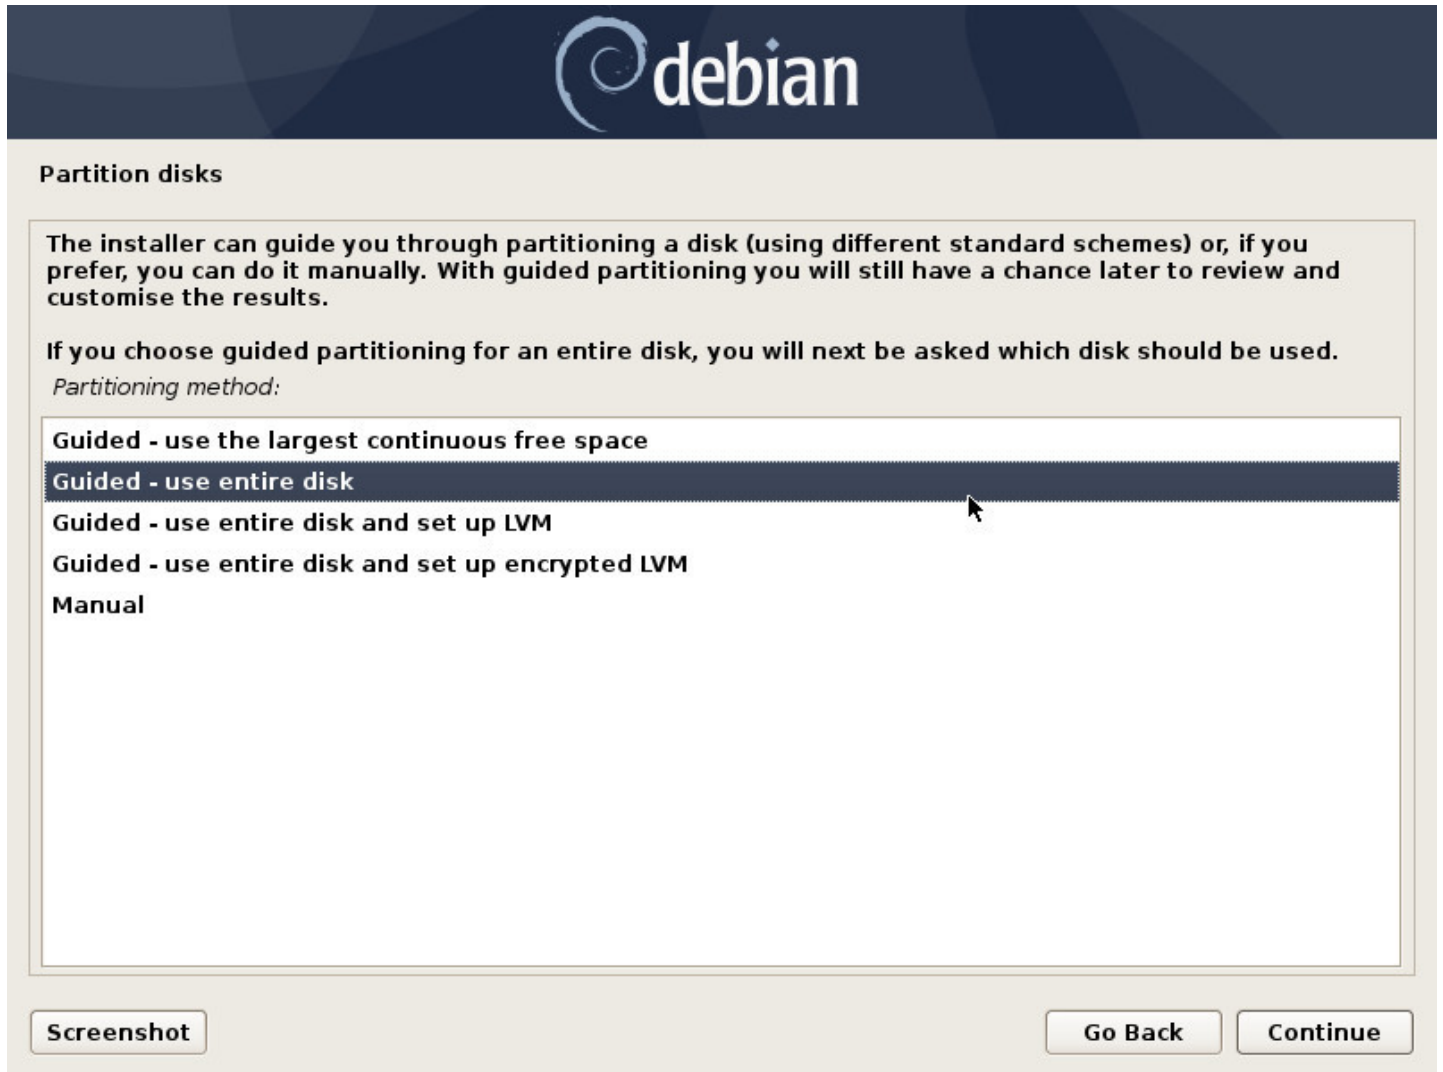 debian
Partition disks
The installer can guide you through partitioning a disk (using different standard schemes) or, if you
prefer, you can do it manually. With guided partitioning you will still have a chance later to review and
customise the results.
If you choose guided partitioning for an entire disk, you will next be asked which disk should be used.
Partitioning method:
Guided - use the largest continuous free space
Guided - use entire disk
Guided - use entire disk and set up LVM
Guided - use entire disk and set up encrypted LVM
Manual
Screenshot
Go Back
Continue